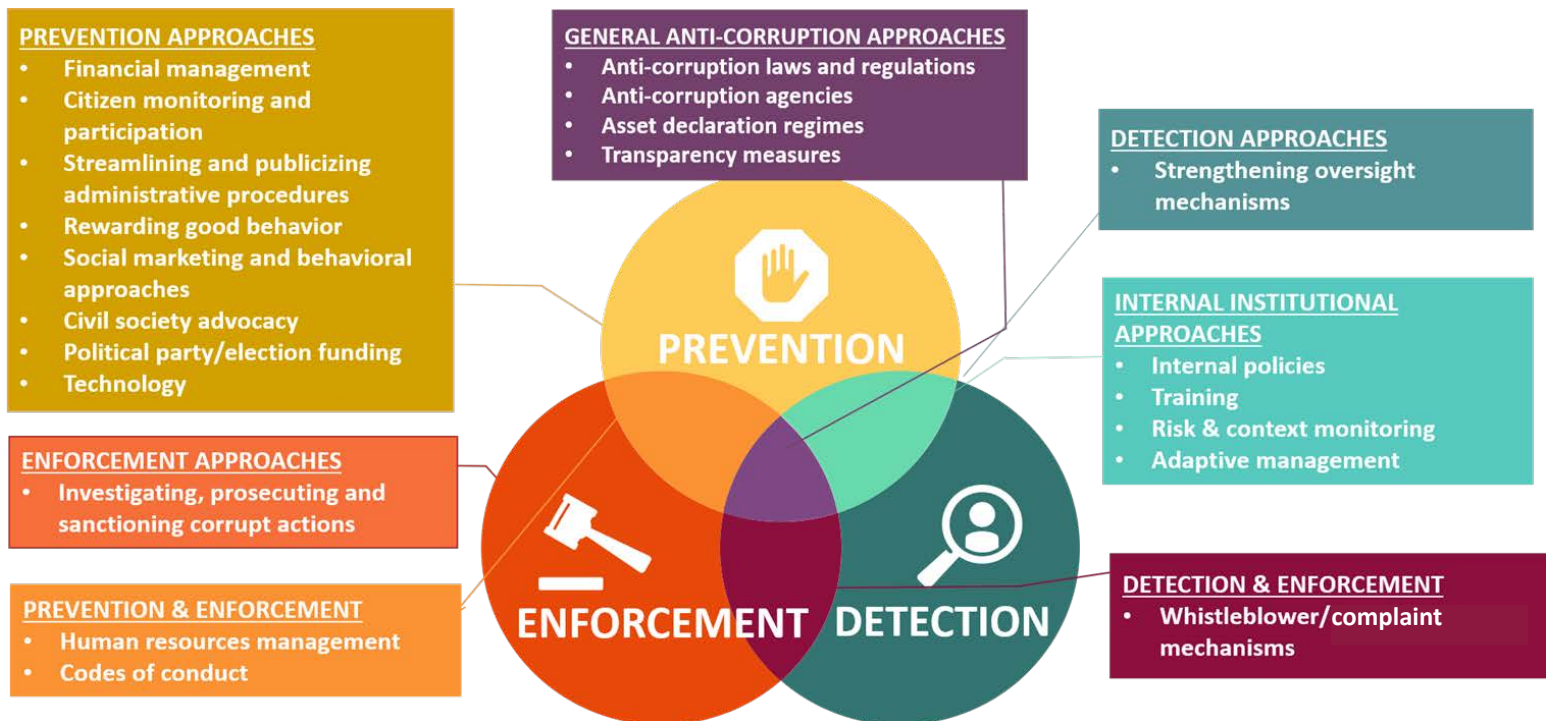 PREVENTION APPROACHES
• Financial management
• Citizen monitoring and
participation
• Streamlining and publicizing
administrative procedures
• Rewarding good behavior
• Social marketing and behavioral
approaches
• Civil society advocacy
• Political party/election funding
• Technology
ENFORCEMENT APPROACHES
• Investigating, prosecuting and
sanctioning corrupt actions
PREVENTION & ENFORCEMENT
• Human resources management
• Codes of conduct
GENERAL ANTI-CORRUPTION APPROACHES
• Anti-corruption laws and regulations
• Anti-corruption agencies
• Asset declaration regimes
• Transparency measures
PREVENTION
ENFORCEMENT
DETECTION
DETECTION APPROACHES
• Strengthening oversight
mechanisms
INTERNAL INSTITUTIONAL
APPROACHES
• Internal policies
• Training
• Risk & context monitoring
• Adaptive management
DETECTION & ENFORCEMENT
• Whistleblower/complaint
mechanisms